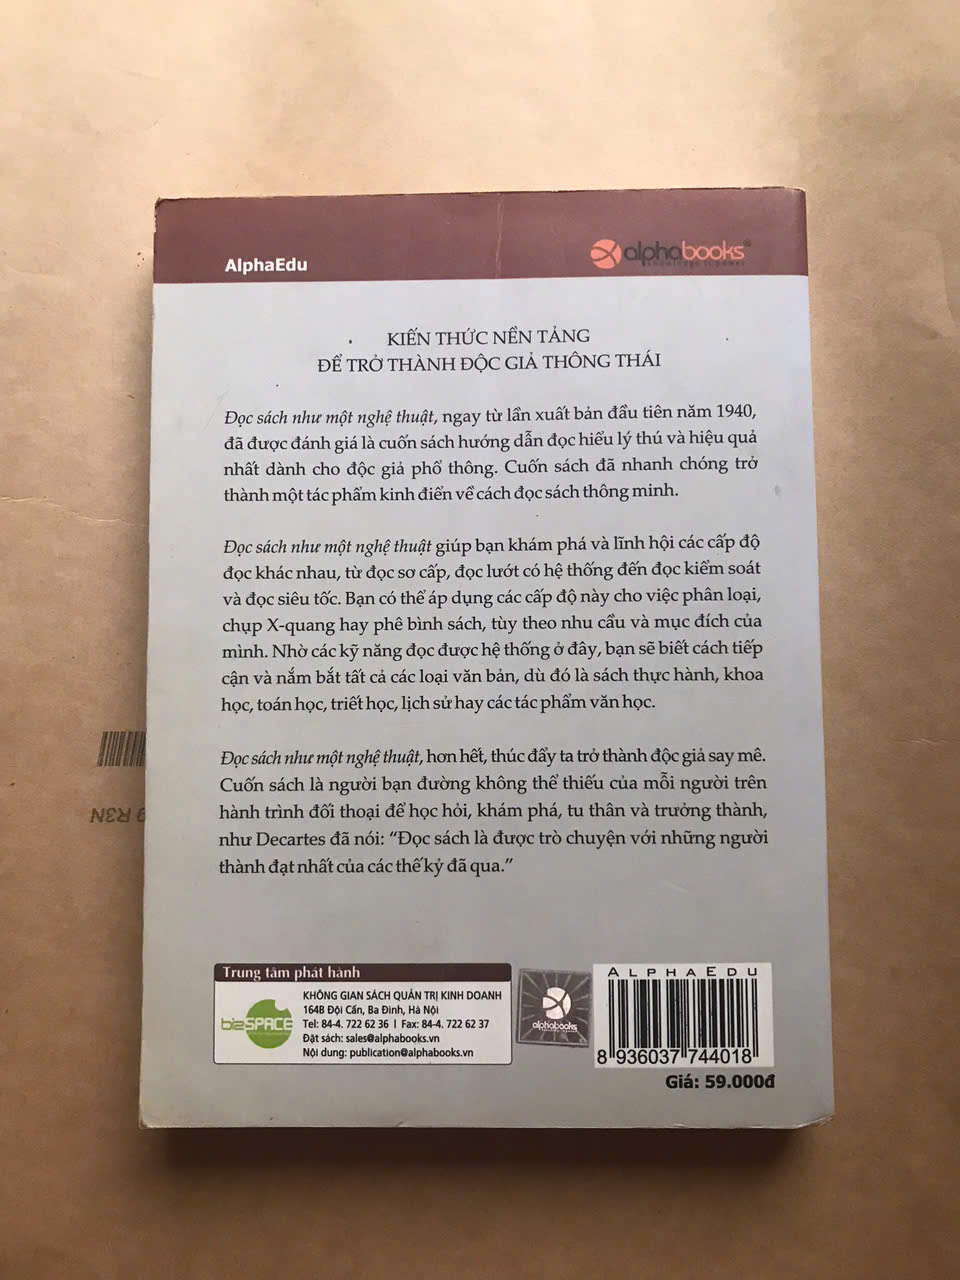 AlphaEdu
alphabooks®
knowledge is power
KIẾN THỨC NỀN TẢNG
ĐỂ TRỞ THÀNH ĐỘC GIẢ THÔNG THÁI
Đọc sách như một nghệ thuật, ngay từ lần xuất bản đầu tiên năm 1940,
đã được đánh giá là cuốn sách hướng dẫn đọc hiểu lý thú và hiệu quả
nhất dành cho độc giả phổ thông. Cuốn sách đã nhanh chóng trở
thành một tác phẩm kinh điển về cách đọc sách thông minh.
Đọc sách như một nghệ thuật giúp bạn khám phá và lĩnh hội các cấp độ
đọc khác nhau, từ đọc sơ cấp, đọc lướt có hệ thống đến đọc kiểm soát
và đọc siêu tốc. Bạn có thể áp dụng các cấp độ này cho việc phân loại,
chụp X-quang hay phê bình sách, tùy theo nhu cầu và mục đích của
mình. Nhờ các kỹ năng đọc được hệ thống ở đây, bạn sẽ biết cách tiếp
cận và nắm bắt tất cả các loại văn bản, dù đó là sách thực hành, khoa
học, toán học, triết học, lịch sử hay các tác phẩm văn học.
Đọc sách như một nghệ thuật, hơn hết, thúc đẩy ta trở thành độc giả say mê.
Cuốn sách là người bạn đường không thể thiếu của mỗi người trên
hành trình đối thoại để học hỏi, khám phá, tu thân và trưởng thành,
như Decartes đã nói: “Đọc sách là được trò chuyện với những người
thành đạt nhất của các thế kỷ đã qua.”
Trung tâm phát hành
bizSPACE
KHÔNG GIAN SÁCH QUẢN TRỊ KINH DOANH
164B Đội Cấn, Ba Đình, Hà Nội
Tel: 84-4. 722 62 36 | Fax: 84-4. 722 62 37
Đặt sách: sales@alphabooks.vn
Nội dung: publication@alphabooks.vn
alphabooks
ALPHAEDU
8 936037 744018
Giá: 59.000đ
R3N